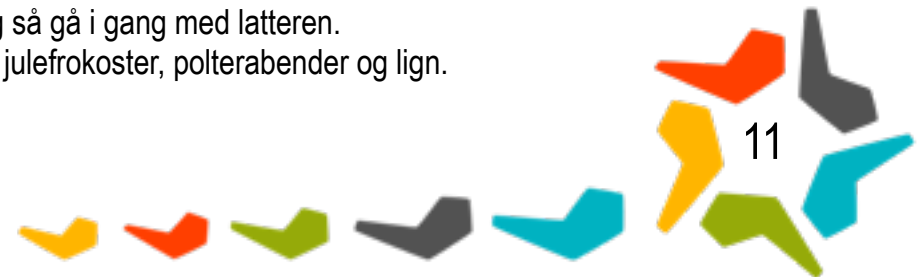 så gå i gang med latteren.
julefrokoster, polterabender og lign.
11